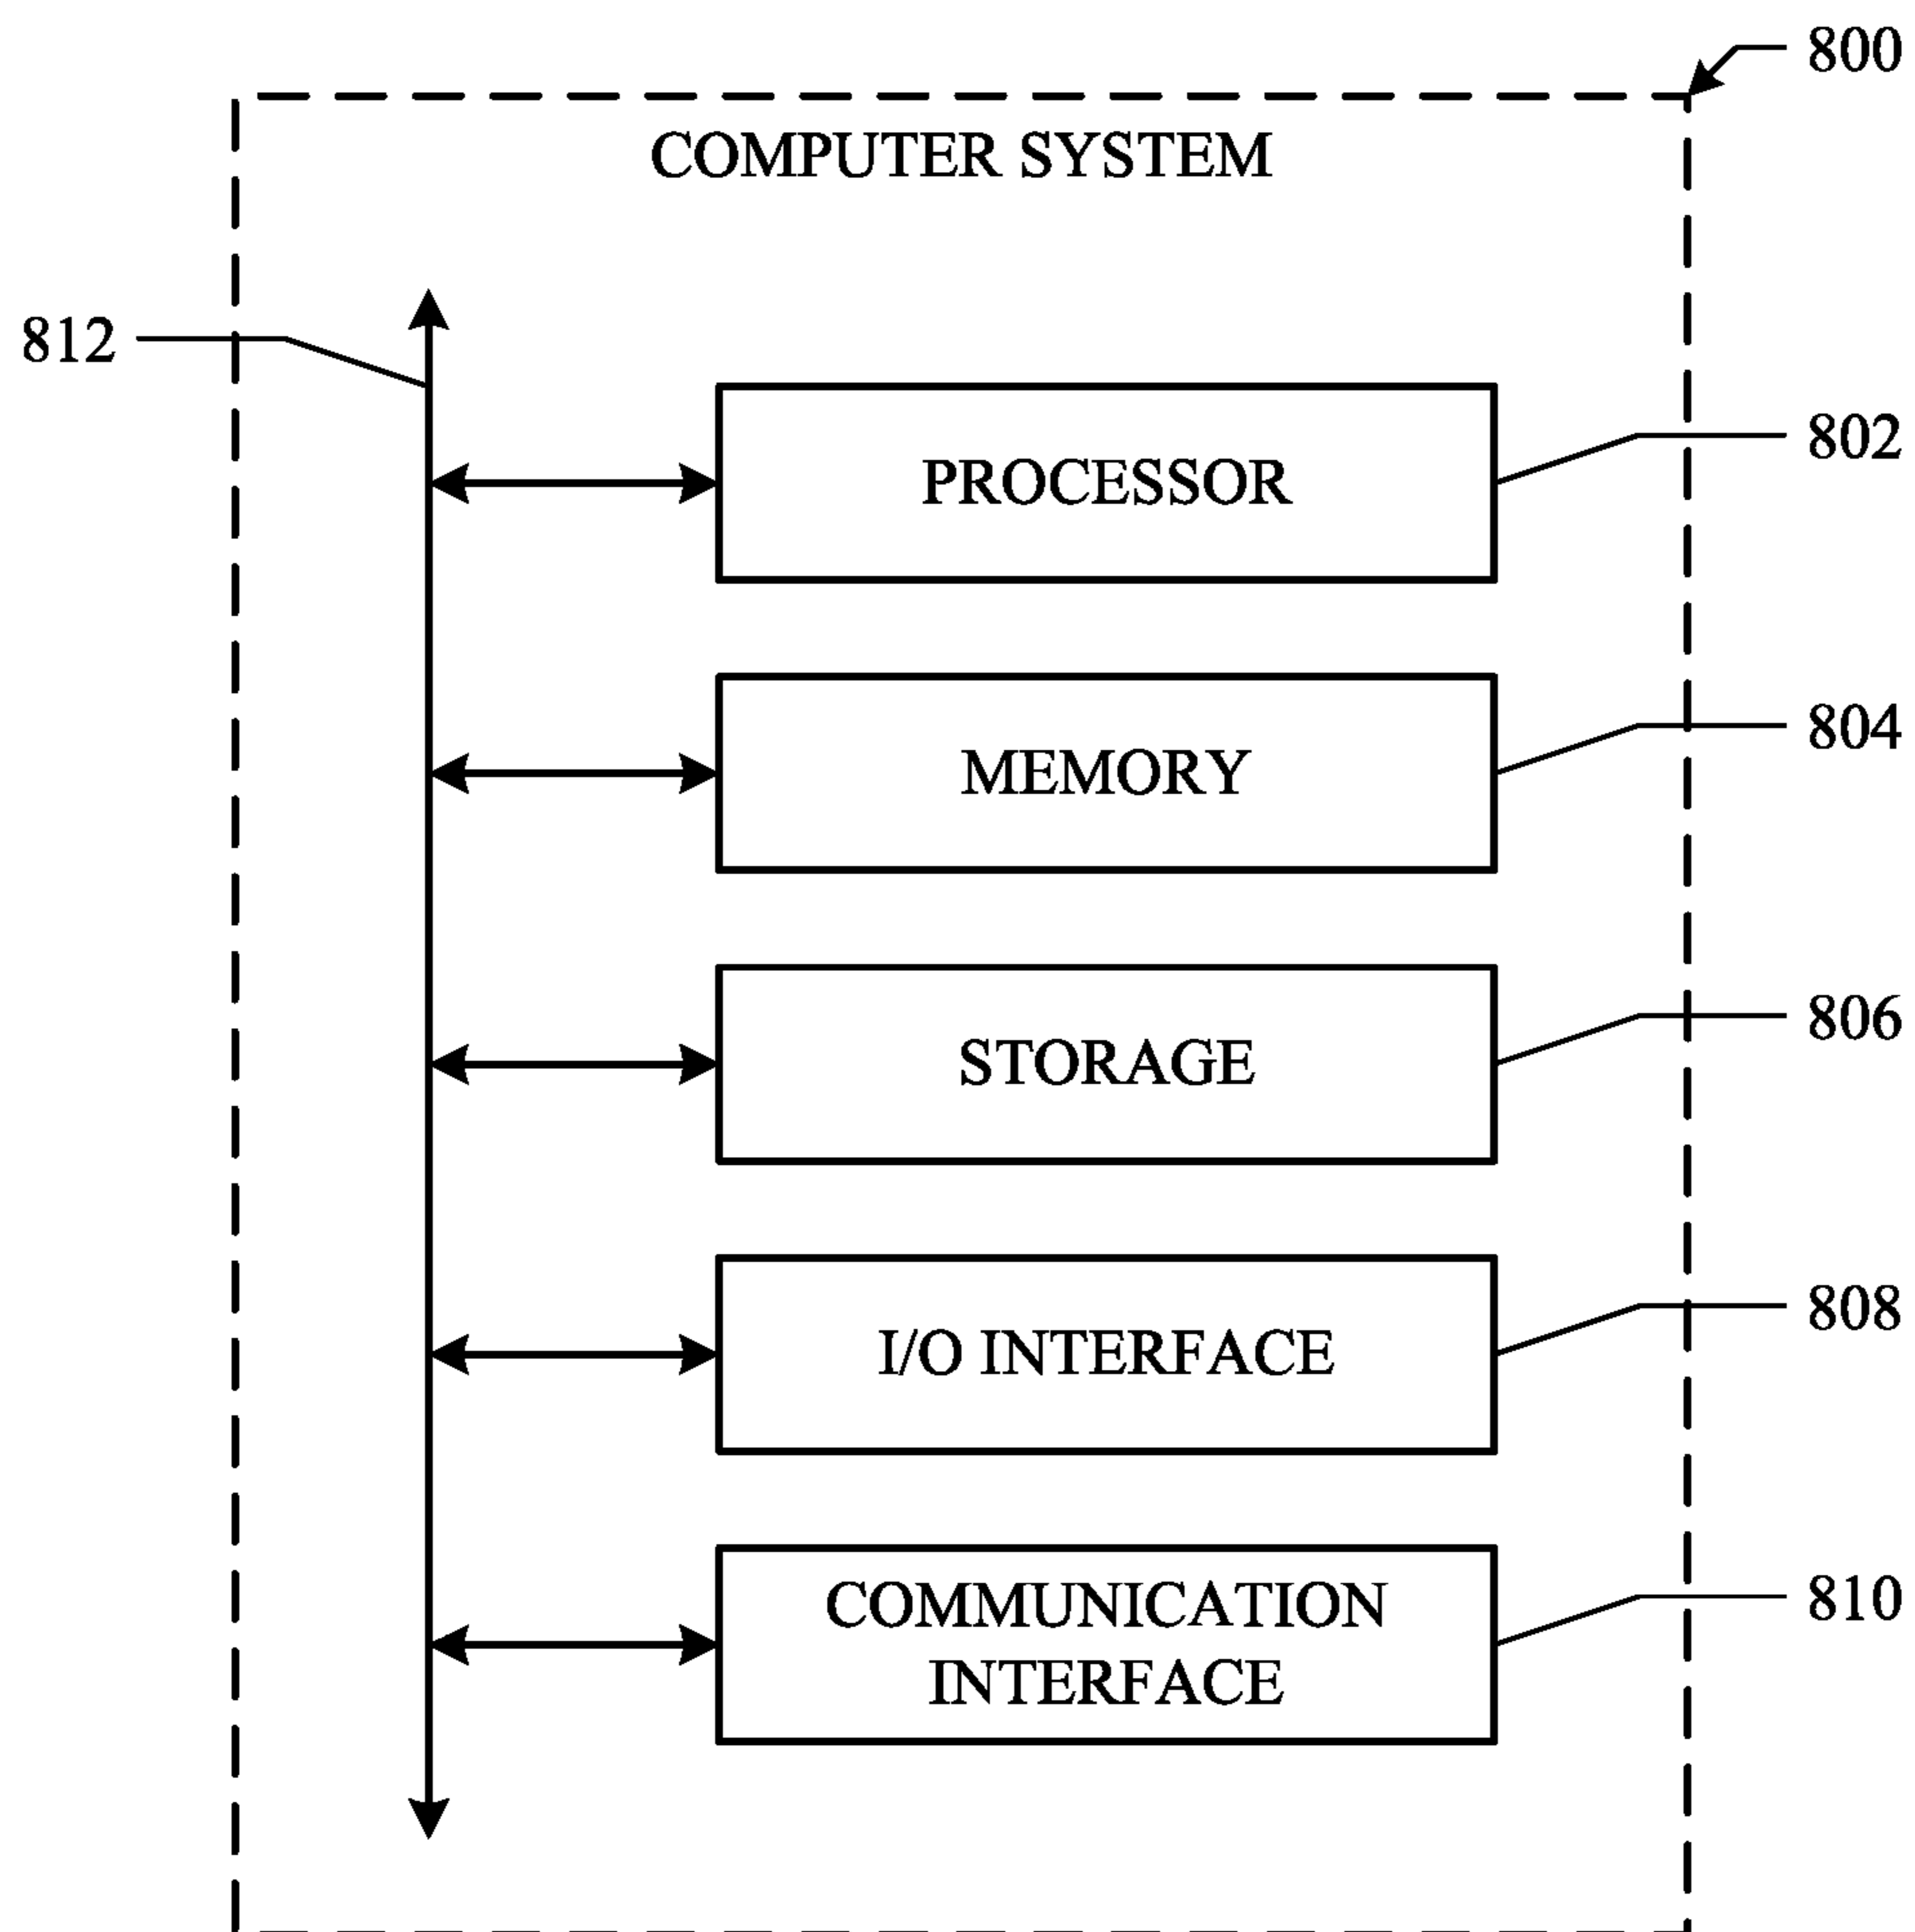 800
COMPUTER SYSTEM
812
PROCESSOR
802
MEMORY
804
STORAGE
806
I/O INTERFACE
808
COMMUNICATION
INTERFACE
810